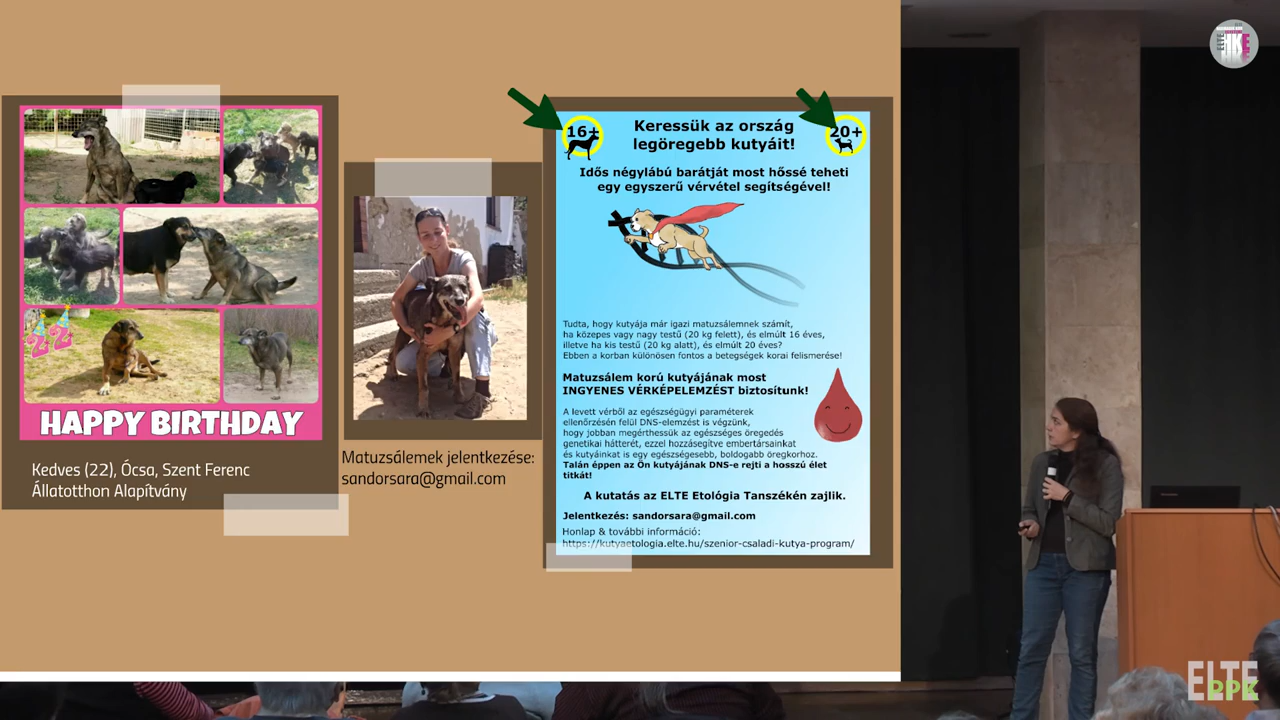 HAPPY BIRTHDAY
Kedves (22), Ócsa, Szent Ferenc
Állatotthon Alapítvány
22
Matuzsálemek jelentkezése:
sandorsara@gmail.com
16+
Keressük az ország
legöregebb kutyáit!
20+
Idős négylábú barátját most hőssé teheti
egy egyszerű vérvétel segítségével!
Tudta, hogy kutyája már igazi matuzsálemnek számít,
ha közepes vagy nagy testű (20 kg felett), és elmúlt 16 éves,
illetve ha kis testű (20 kg alatt), és elmúlt 20 éves?
Ebben a korban különösen fontos a betegségek korai felismerése!
Matuzsálem korú kutyájának most
INGYENES VÉRKÉPELEMZÉST biztosítunk!
A levett vérből az egészségügyi paraméterek
ellenőrzésén felül DNS-elemzést is végzünk,
hogy jobban megérthessük az egészséges öregedés
genetikai hátterét, ezzel hozzásegítve embertársainkat
és kutyáinkat is egy egészségesebb, boldogabb öregkorhoz.
Talán éppen az Ön kutyájának DNS-e rejti a hosszú élet
titkát!
A kutatás az ELTE Etológia Tanszékén zajlik.
Jelentkezés: sandorsara@gmail.com
Honlap & további információ:
https://kutyaetologia.elte.hu/szenior-csaladi-kutya-program/
ELTE
HKE
ELTE
PPK